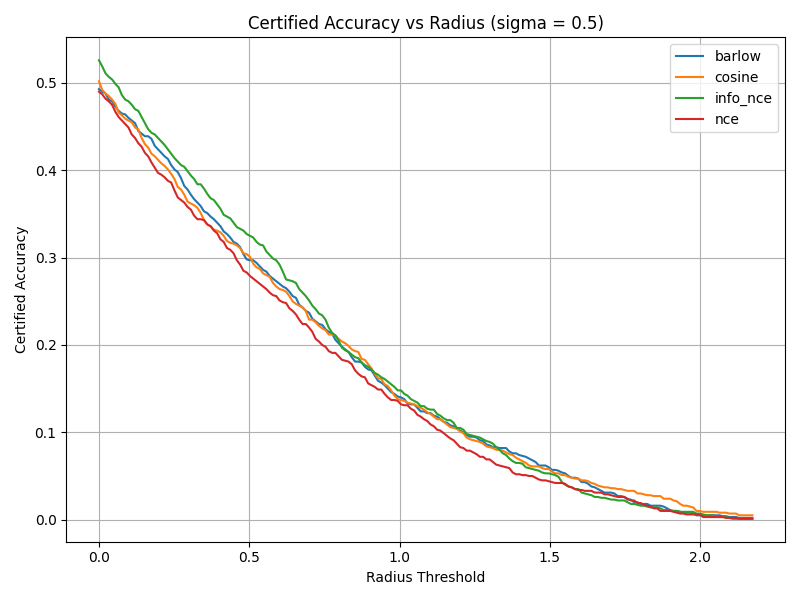 Certified Accuracy vs Radius (sigma = 0.5)
barlow
cosine
info_nce
nce
Certified Accuracy
0.5
0.4
0.3
0.2
0.1
0.0
0.0 0.5 1.0 1.5 2.0
Radius Threshold